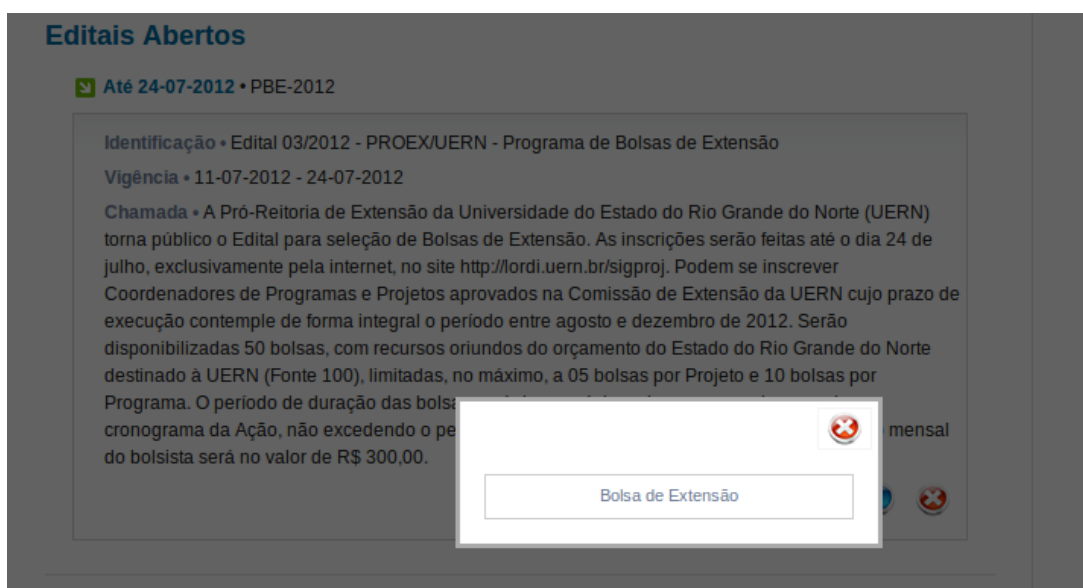 Editais Abertos
Até 24-07-2012 • PBE-2012
Identificação • Edital 03/2012 - PROEX/UERN - Programa de Bolsas de Extensão
Vigência • 11-07-2012 - 24-07-2012
Chamada • A Pró-Reitoria de Extensão da Universidade do Estado do Rio Grande do Norte (UERN)
torna público o Edital para seleção de Bolsas de Extensão. As inscrições serão feitas até o dia 24 de
julho, exclusivamente pela internet, no site http://lordi.uern.br/sigproj. Podem se inscrever
Coordenadores de Programas e Projetos aprovados na Comissão de Extensão da UERN cujo prazo de
execução contemple de forma integral o período entre agosto e dezembro de 2012. Serão
disponibilizadas 50 bolsas, com recursos oriundos do orçamento do Estado do Rio Grande do Norte
destinado à UERN (Fonte 100), limitadas, no máximo, a 05 bolsas por Projeto e 10 bolsas por
Programa. O período de duração das
cronograma da Ação, não excedendo o mensal
do bolsista será no valor de R$ 300,00.
Bolsa de Extensão